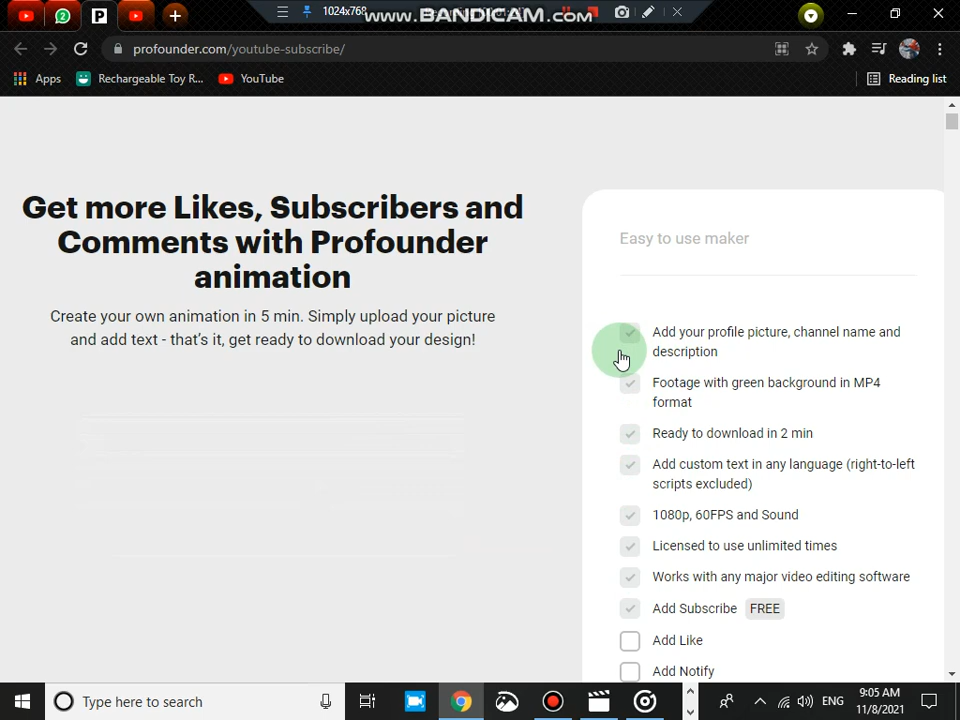 1024x768
www.BANDICAM.com
profounder.com/youtube-subscribe/
Apps
Rechargeable Toy R...
YouTube
Reading list
Get more Likes, Subscribers and
Comments with Profounder
animation
Create your own animation in 5 min. Simply upload your picture
and add text - that's it, get ready to download your design!
Easy to use maker
Add your profile picture, channel name and
description
Footage with green background in MP4
format
Ready to download in 2 min
Add custom text in any language (right-to-left
scripts excluded)
1080p, 60FPS and Sound
Licensed to use unlimited times
Works with any major video editing software
Add Subscribe FREE
Add Like
Add Notify
Type here to search
ENG
9:05 AM
11/8/2021